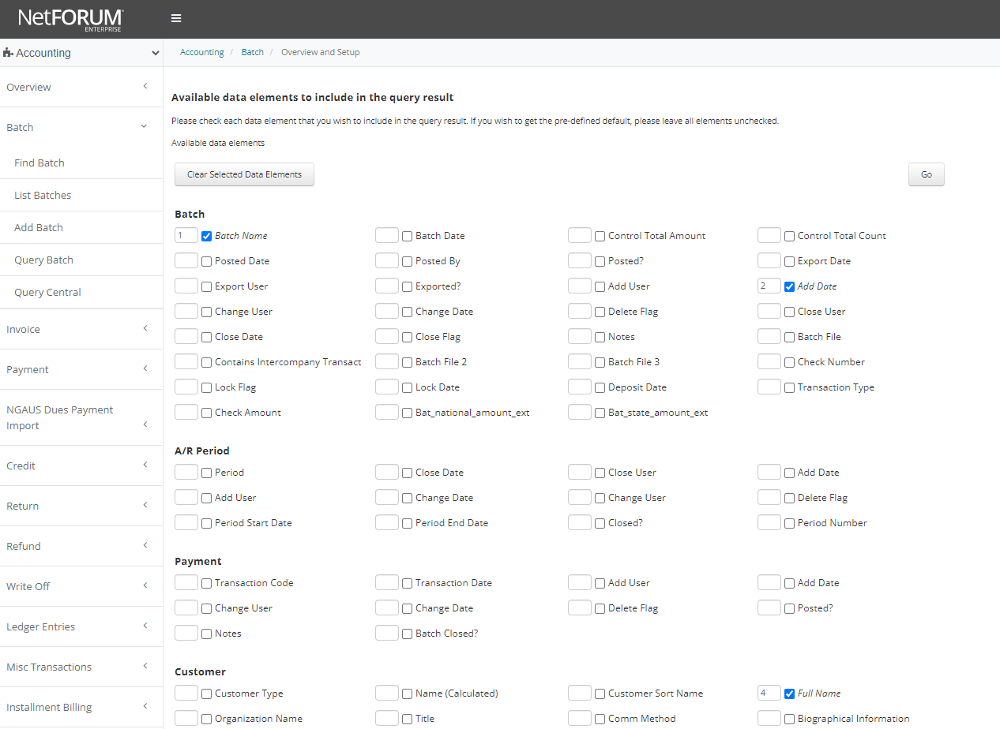 NetFORUM
ENTERPRISE
Accounting
Accounting / Batch / Overview and Setup
Overview
Batch
Find Batch
List Batches
Add Batch
Query Batch
Query Central
Invoice
Payment
NGAUS Dues Payment
Import
Credit
Return
Refund
Write Off
Ledger Entries
Misc Transactions
Installment Billing
Available data elements to include in the query result
Please check each data element that you wish to include in the query result. If you wish to get the pre-defined default, please leave all elements unchecked.
Available data elements
Clear Selected Data Elements Go
Batch
1 Batch Name Batch Date Control Total Amount Control Total Count
Posted Date Posted By Posted? Export Date
Export User Exported? Add User 2 Add Date
Change User Change Date Delete Flag Close User
Close Date Close Flag Notes Batch File
Contains Intercompany Transact Batch File 2 Batch File 3 Check Number
Lock Flag Lock Date Deposit Date Transaction Type
Check Amount Bat_national_amount_ext Bat_state_amount_ext
A/R Period
Period Close Date Close User Add Date
Add User Change Date Change User Delete Flag
Period Start Date Period End Date Closed? Period Number
Payment
Transaction Code Transaction Date Add User Add Date
Change User Change Date Delete Flag Posted?
Notes Batch Closed?
Customer
Customer Type Name (Calculated) Customer Sort Name 4 Full Name
Organization Name Title Comm Method Biographical Information